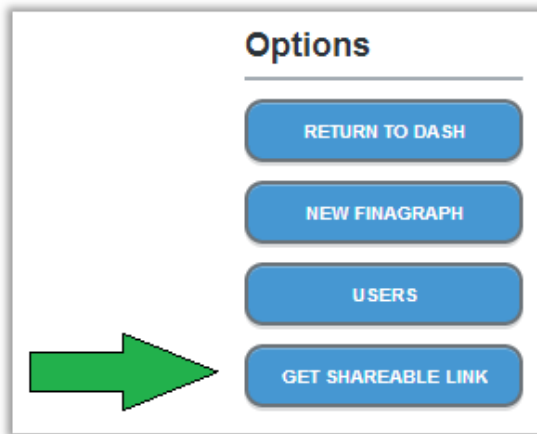 Options
RETURN TO DASH
NEW FINAGRAPH
USERS
GET SHAREABLE LINK